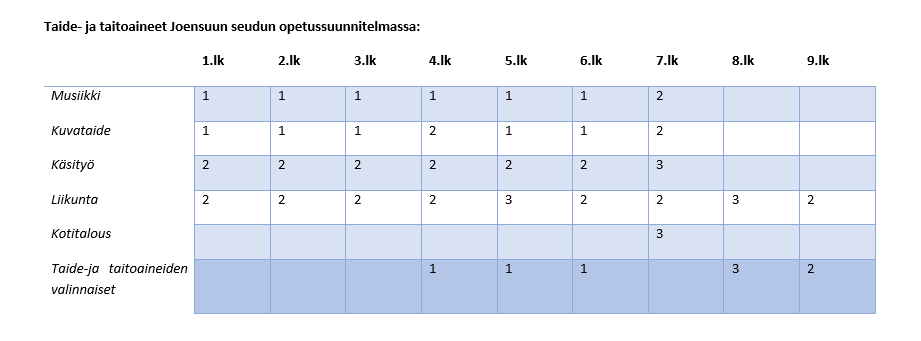 Taide- ja taitoaineet Joensuun seudun opetussuunnitelmassa:
1.lk 2.lk 3.lk 4.lk 5.lk 6.lk 7.lk 8.lk 9.lk
Musiikki 1 1 1 1 1 1 2
Kuvataide 1 1 1 2 1 1 2
Käsityö 2 2 2 2 2 2 3
Liikunta 2 2 2 2 3 2 2 3 2
Kotitalous 3
Taide-ja taitoaineiden 1 1 1 3 2
valinnaiset